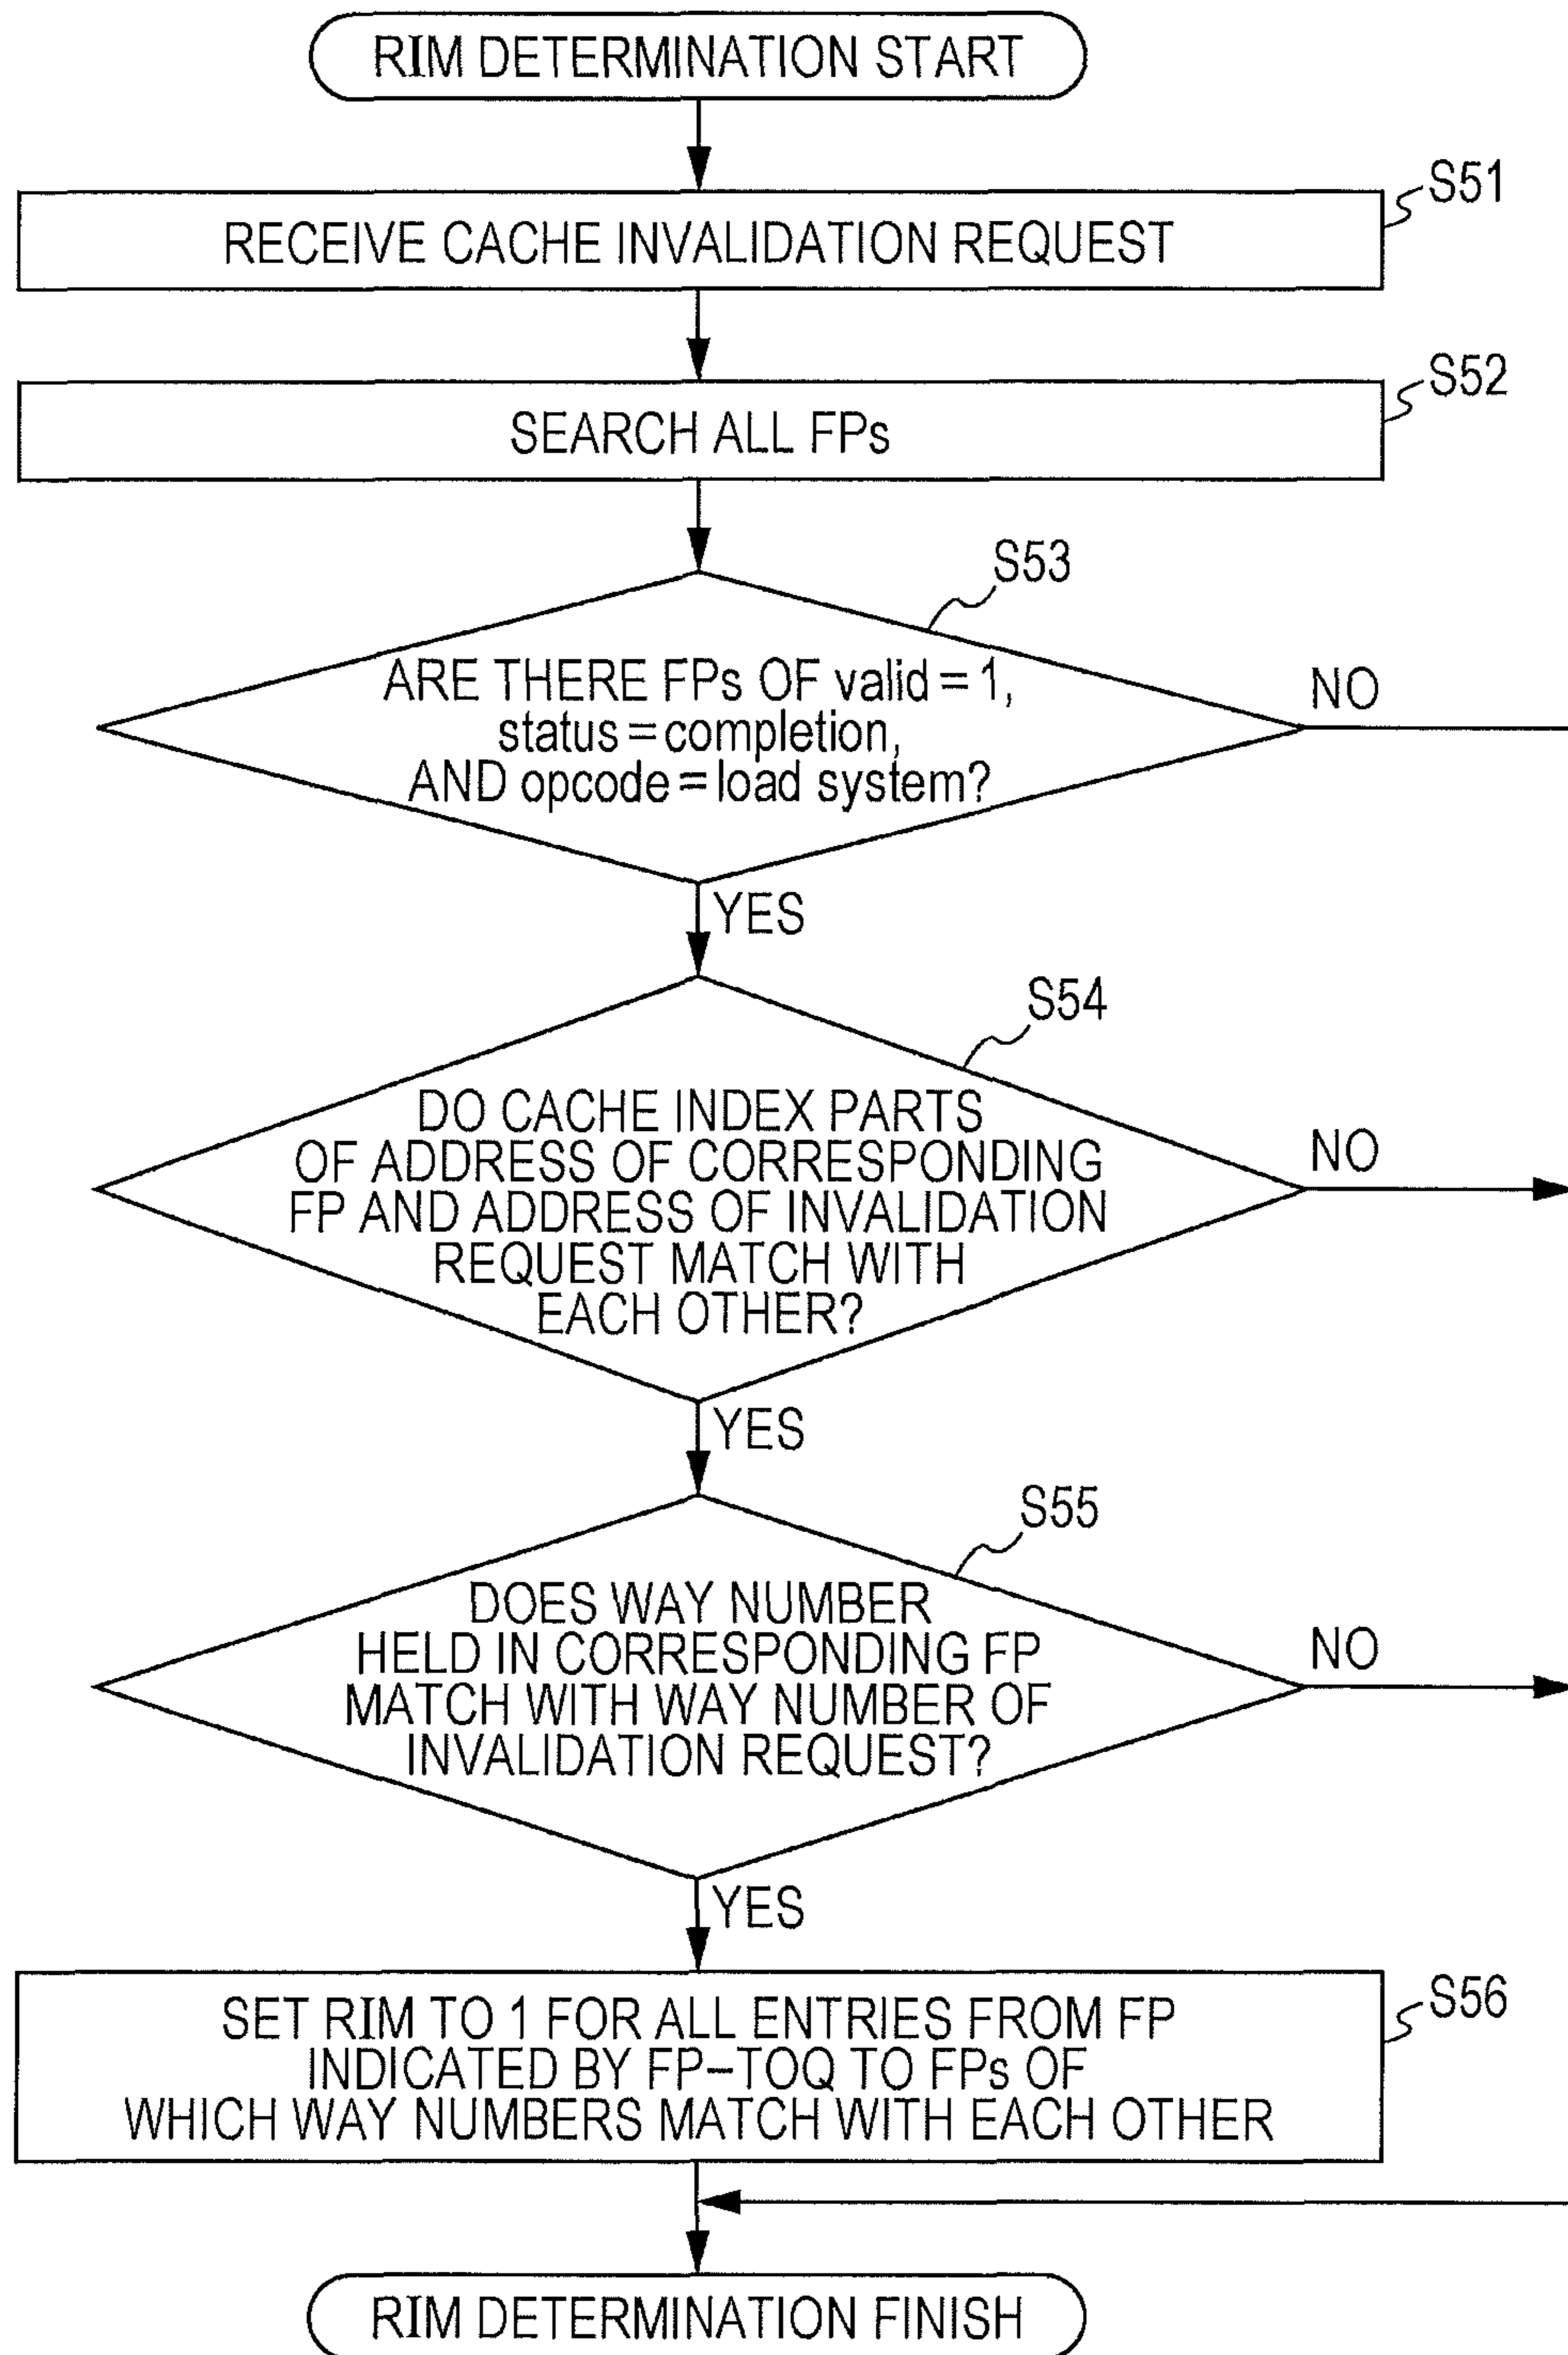 RIM DETERMINATION START
S51
RECEIVE CACHE INVALIDATION REQUEST
S52
SEARCH ALL FPs
S53
ARE THERE FPs OF valid = 1,
status = completion,
AND opcode = load system?
NO
YES
S54
DO CACHE INDEX PARTS
OF ADDRESS OF CORRESPONDING
FP AND ADDRESS OF INVALIDATION
REQUEST MATCH WITH
EACH OTHER?
NO
YES
S55
DOES WAY NUMBER
HELD IN CORRESPONDING FP
MATCH WITH WAY NUMBER OF
INVALIDATION REQUEST?
NO
YES
S56
SET RIM TO 1 FOR ALL ENTRIES FROM FP
INDICATED BY FP-TOQ TO FPs OF
WHICH WAY NUMBERS MATCH WITH EACH OTHER
RIM DETERMINATION FINISH